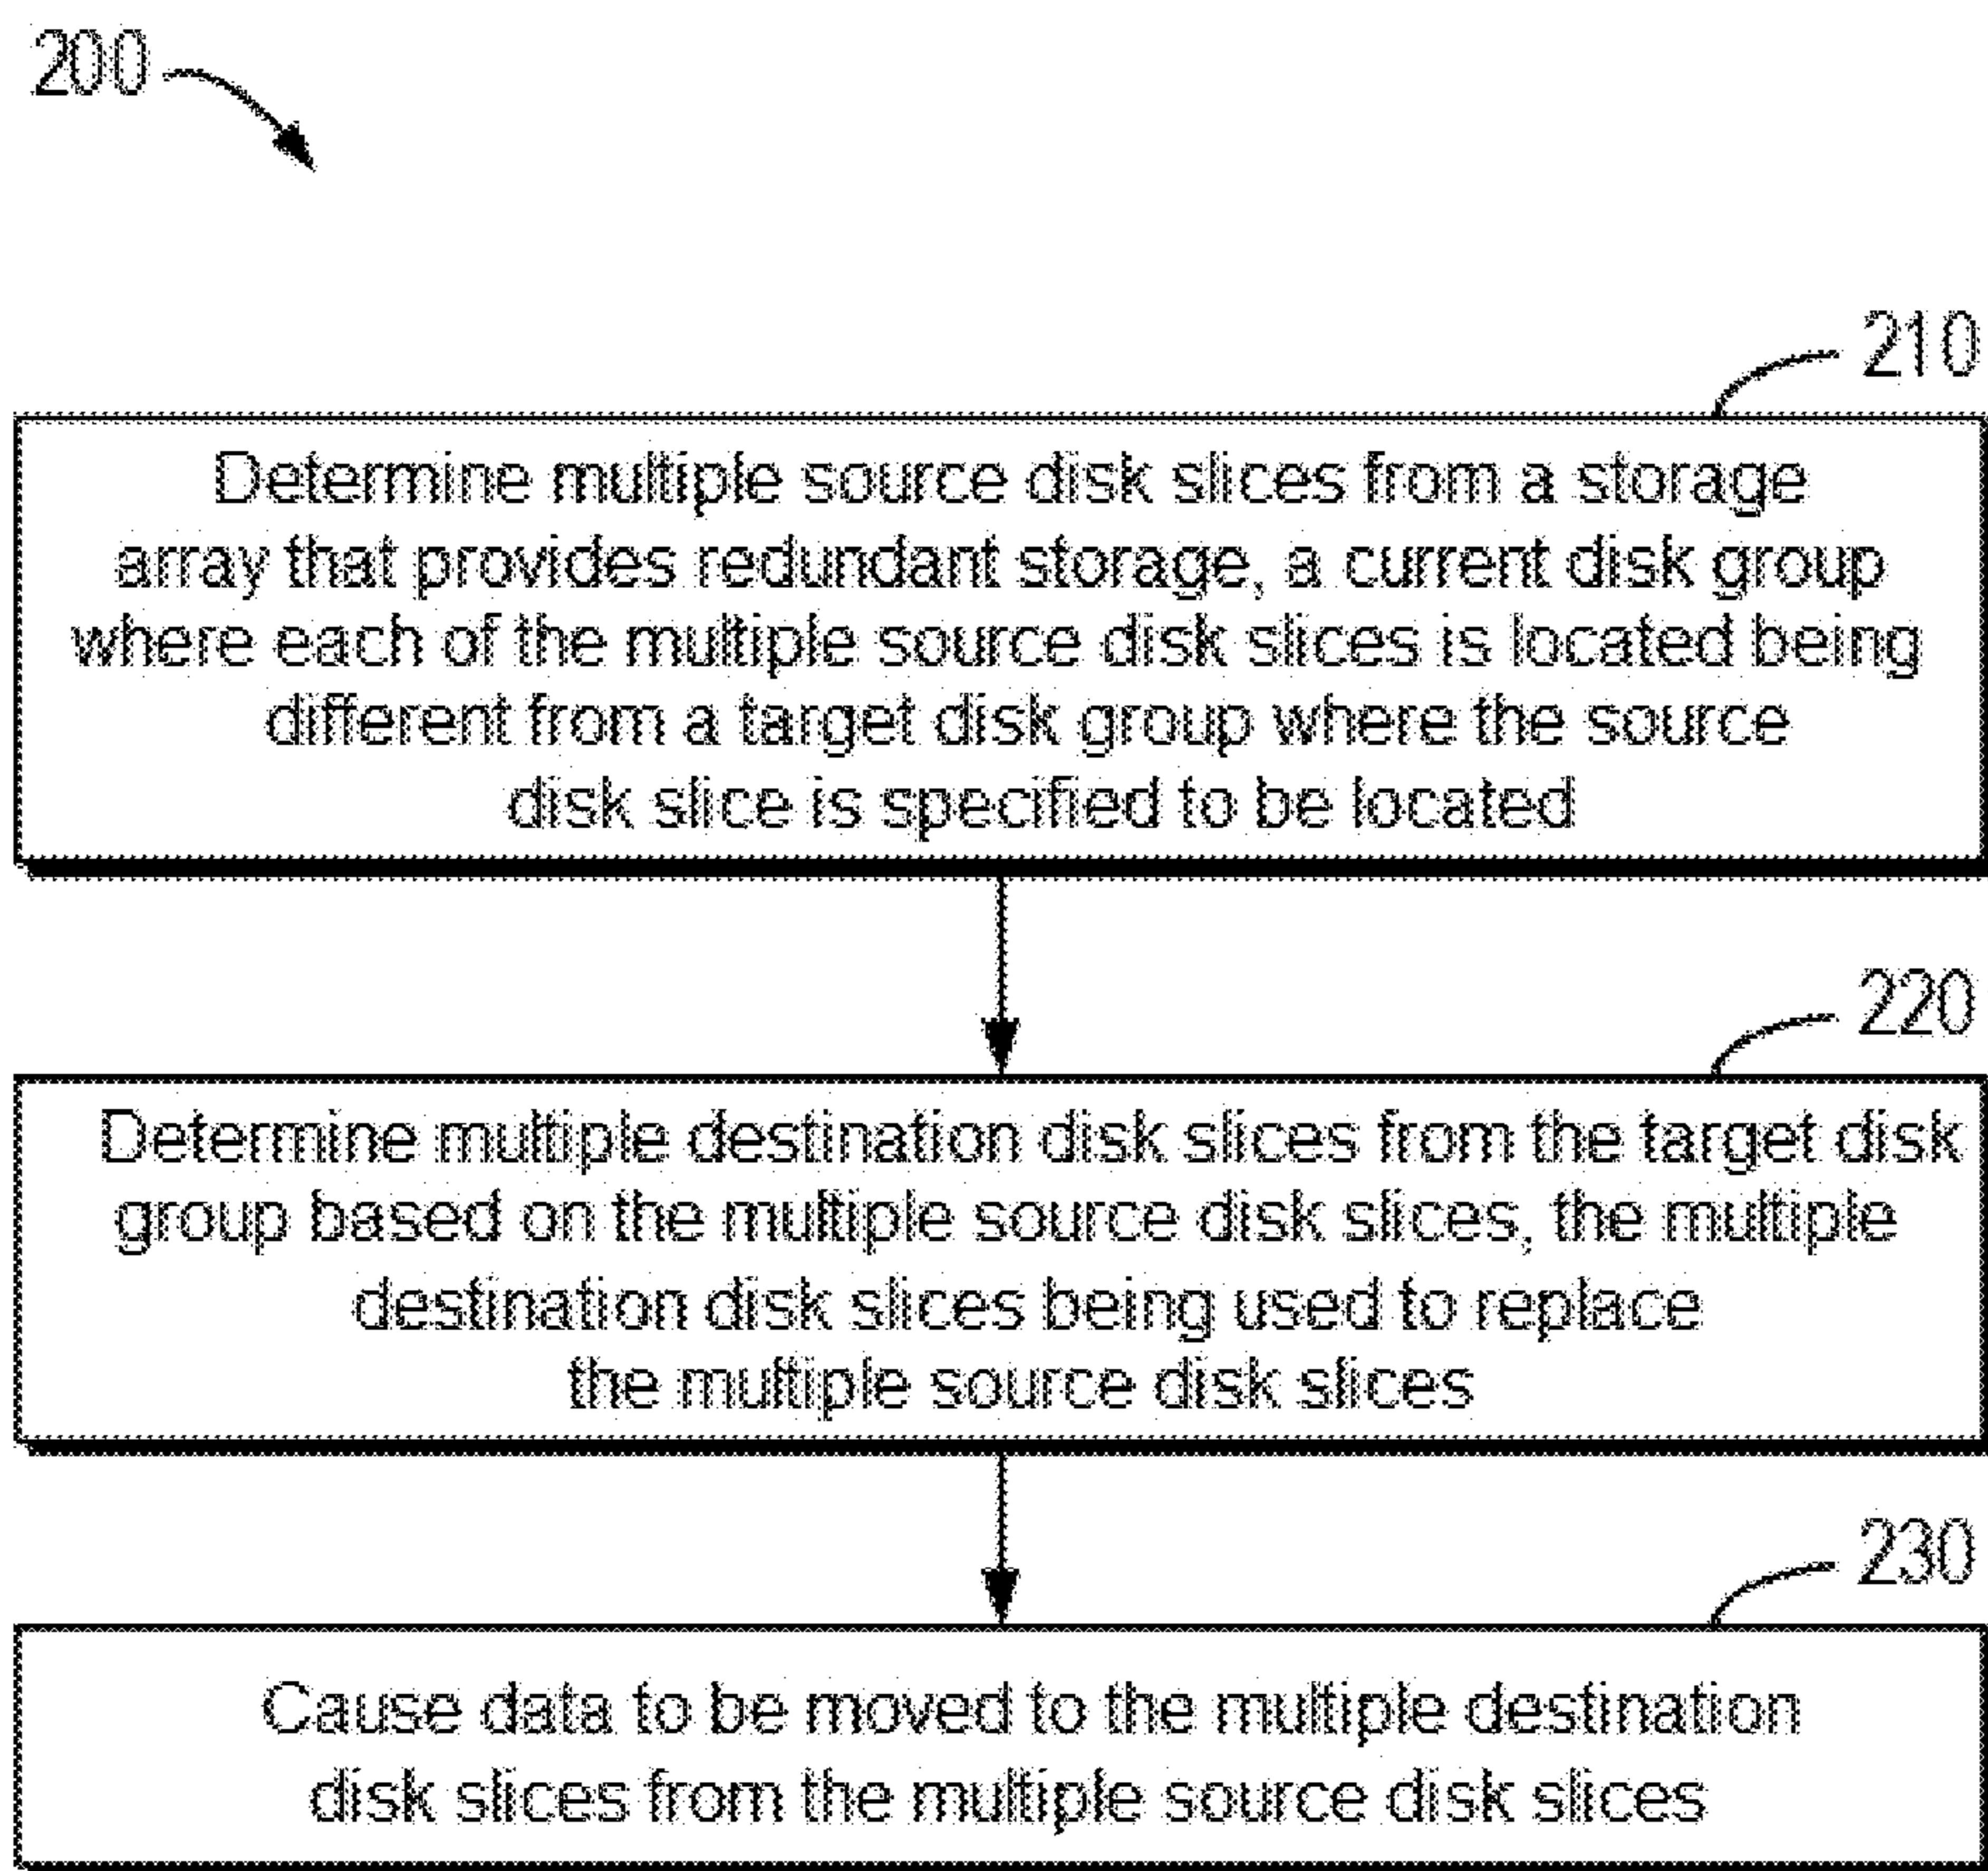 200
210
Determine multiple source disk slices from a storage
array that provides redundant storage, a current disk group
where each of the multiple source disk slices is located being
different from a target disk group where the source
disk slice is specified to be located
220
Determine multiple destination disk slices from the target disk
group based on the multiple source disk slices, the multiple
destination disk slices being used to replace
the multiple source disk slices
230
Cause data to be moved to the multiple destination
disk slices from the multiple source disk slices